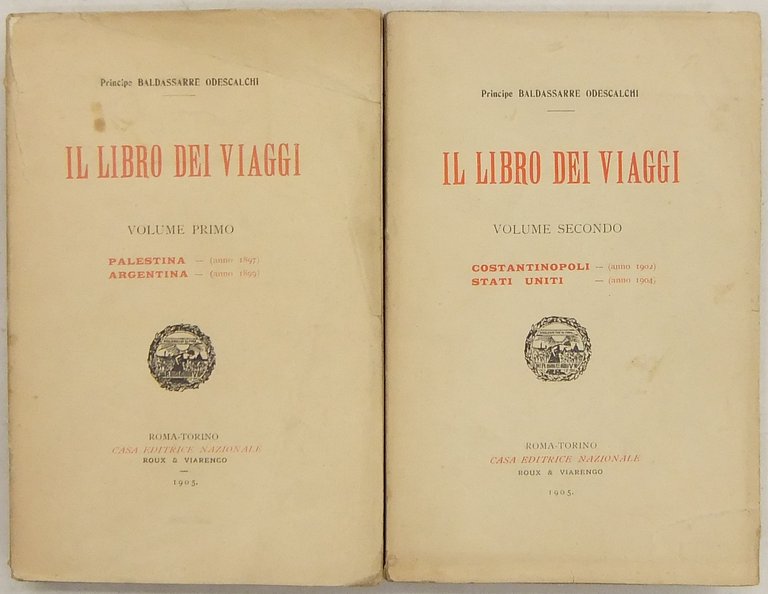 Principe BALDASSARRE ODESCALCHI
IL LIBRO DEI VIAGGI
VOLUME PRIMO
PALESTINA — (anno 1897)
ARGENTINA — (anno 1899)
ROMA-TORINO
CASA EDITRICE NAZIONALE
ROUX & VIARENGO
1905.
Principe BALDASSARRE ODESCALCHI
IL LIBRO DEI VIAGGI
VOLUME SECONDO
COSTANTINOPOLI — (anno 1902)
STATI UNITI — (anno 1904)
ROMA-TORINO
CASA EDITRICE NAZIONALE
ROUX & VIARENGO
1905.